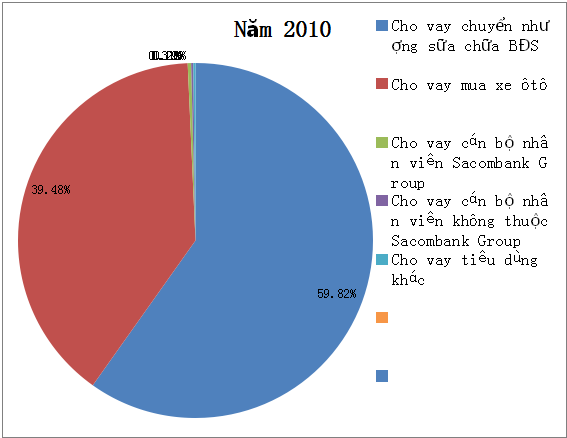 Năm 2010
Cho vay chuyển như
ợng sữa chữa BĐS
Cho vay mua xe ôtô
39.48%
Cho vay cán bộ nhâ
n viên Sacombank G
roup
Cho vay cán bộ nhâ
n viên không thuộc
Sacombank Group
Cho vay tiêu dùng
khác
59.82%